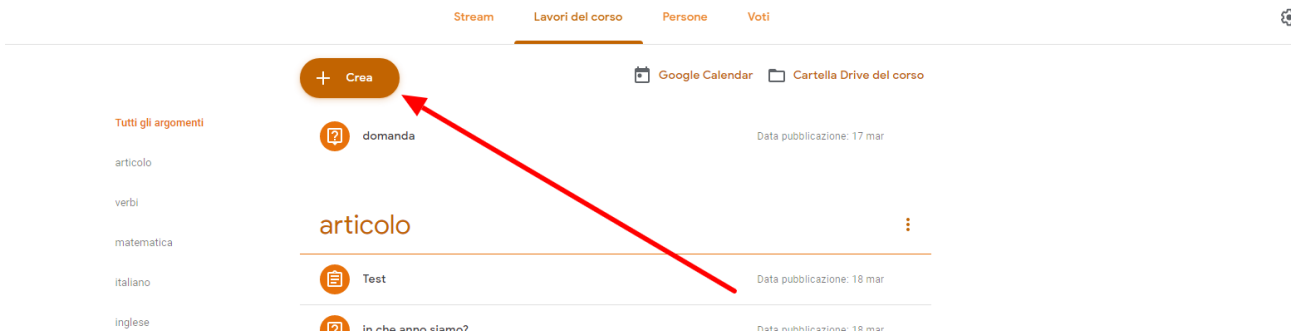 Stream Lavori del corso Persone Voti
+ Crea
Google Calendar Cartella Drive del corso
Tutti gli argomenti
articolo
verbi
matematica
italiano
inglese
domanda Data pubblicazione: 17 mar
articolo
Test Data pubblicazione: 18 mar
in che anno siamo? Data pubblicazione: 18 mar